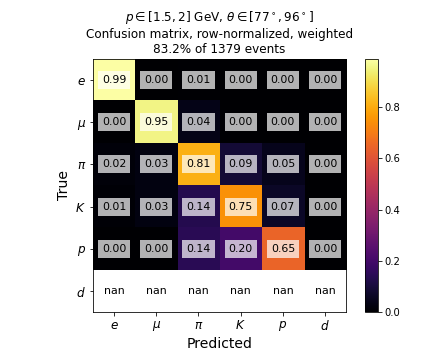 p ∈ [1.5, 2] GeV, θ ∈ [77°, 96°]
Confusion matrix, row-normalized, weighted
83.2% of 1379 events
e 0.99 0.00 0.01 0.00 0.00 0.00
μ 0.00 0.95 0.04 0.00 0.00 0.00
π 0.02 0.03 0.81 0.09 0.05 0.00
K 0.01 0.03 0.14 0.75 0.07 0.00
p 0.00 0.00 0.14 0.20 0.65 0.00
d nan nan nan nan nan nan
e μ π K p d
True
Predicted
0.8
0.6
0.4
0.2
0.0